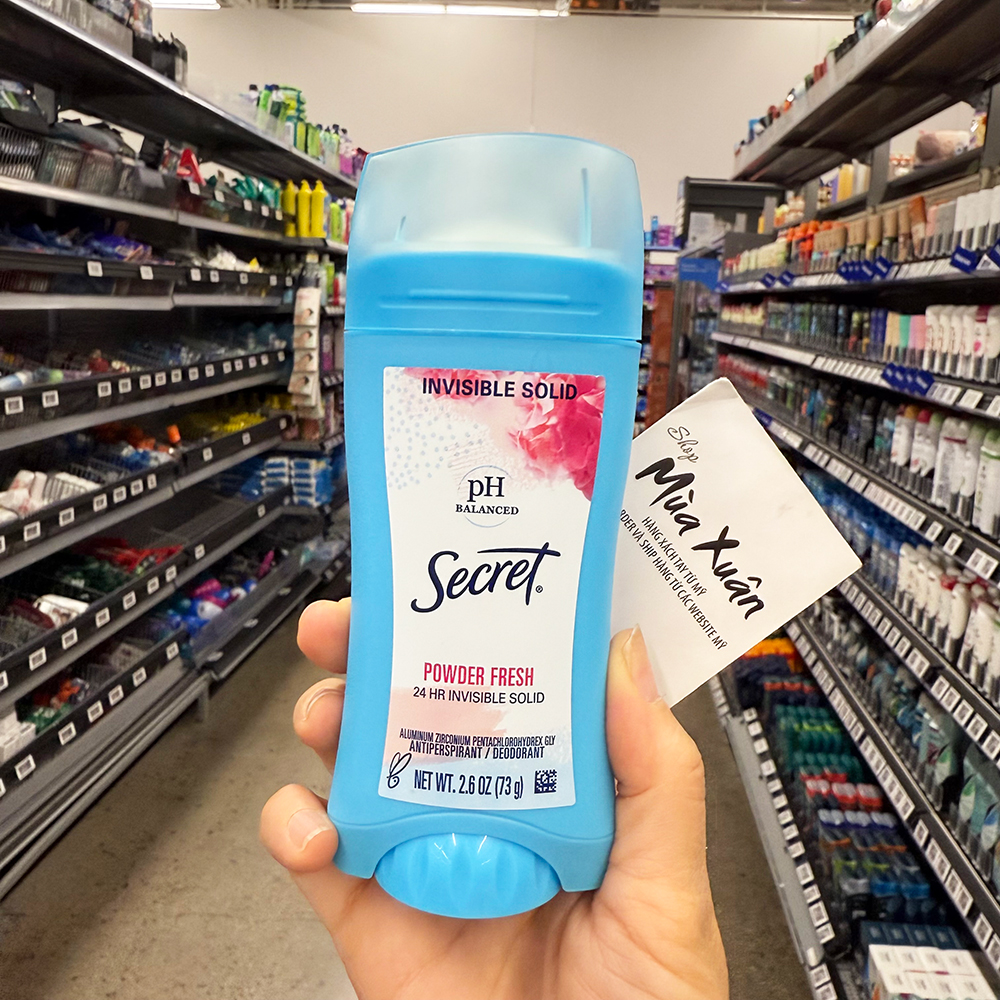 INVISIBLE SOLID
pH
BALANCED
Secret®
POWDER FRESH
24 HR INVISIBLE SOLID
ALUMINUM ZIRCONIUM PENTACHLOROHYDREX GLY
ANTIPERSPIRANT / DEODORANT
NET WT. 2.6 OZ (73 g)
Shop
Mùa Xuân
HÀNG XÁCH TAY TỪ MỸ
RDER VÀ SHIP HÀNG TỪ CÁC WEBSITE MỸ